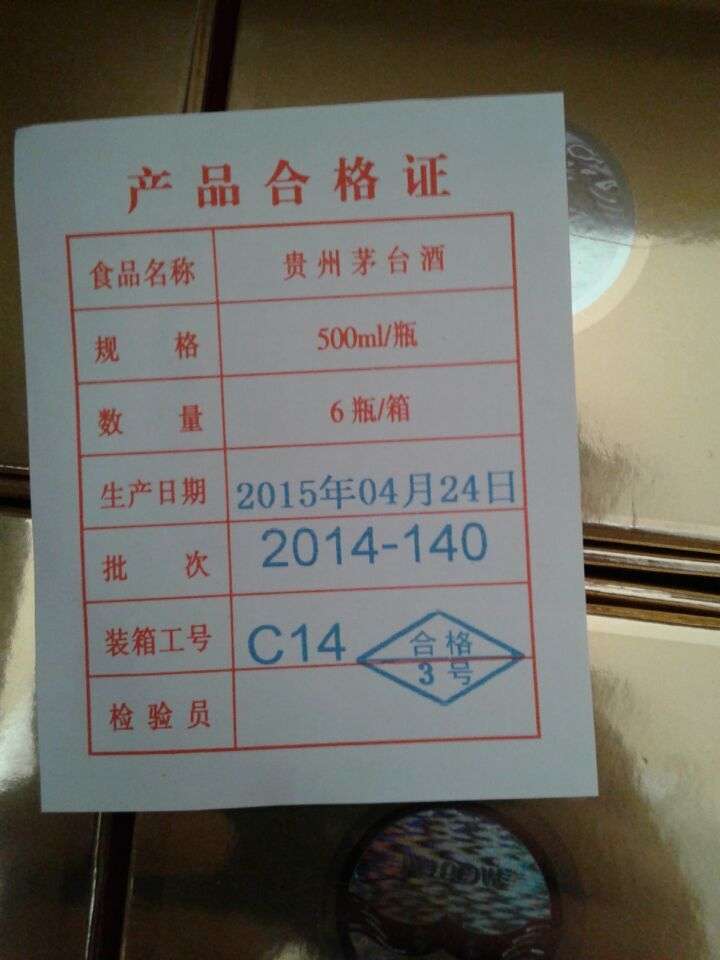 产品合格证
食品名称 贵州茅台酒
规 格 500ml/瓶
数 量 6瓶/箱
生产日期 2015年04月24日
批 次 2014-140
装箱工号 C14
合格
3号
检验员